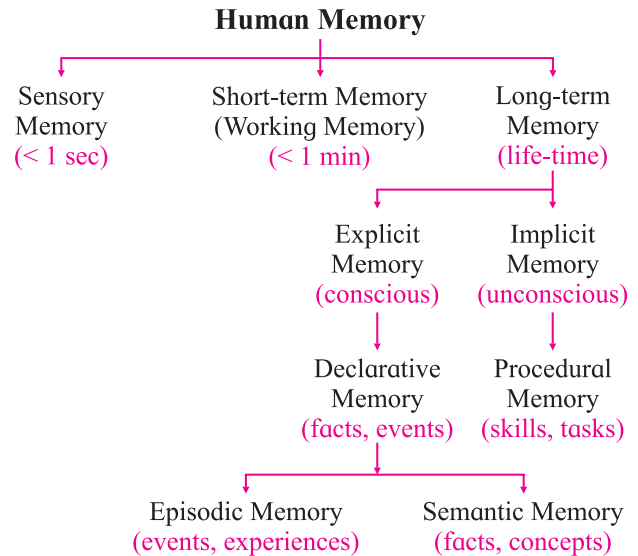 Human Memory
Sensory
Memory
(< 1 sec)
Short-term Memory
(Working Memory)
(< 1 min)
Long-term
Memory
(life-time)
Explicit
Memory
(conscious)
Implicit
Memory
(unconscious)
Declarative
Memory
(facts, events)
Procedural
Memory
(skills, tasks)
Episodic Memory
(events, experiences)
Semantic Memory
(facts, concepts)